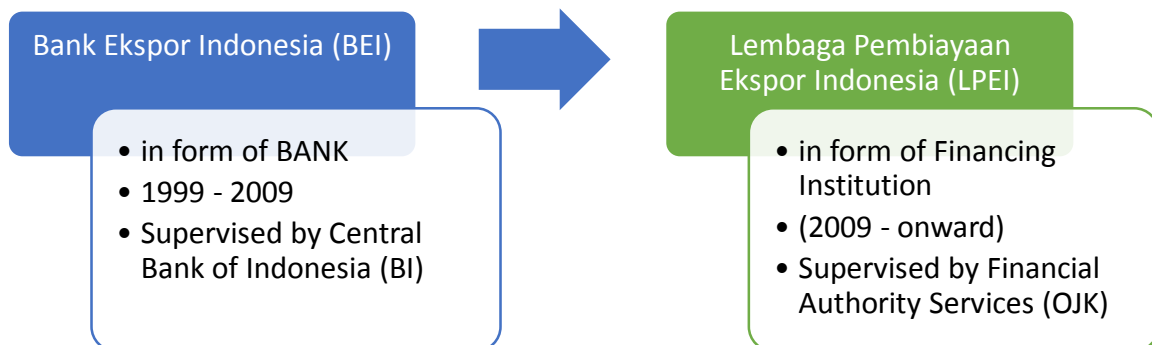 Bank Ekspor Indonesia (BEI)
• in form of BANK
• 1999 - 2009
• Supervised by Central
Bank of Indonesia (BI)
Lembaga Pembiayaan
Ekspor Indonesia (LPEI)
• in form of Financing
Institution
• (2009 - onward)
• Supervised by Financial
Authority Services (OJK)